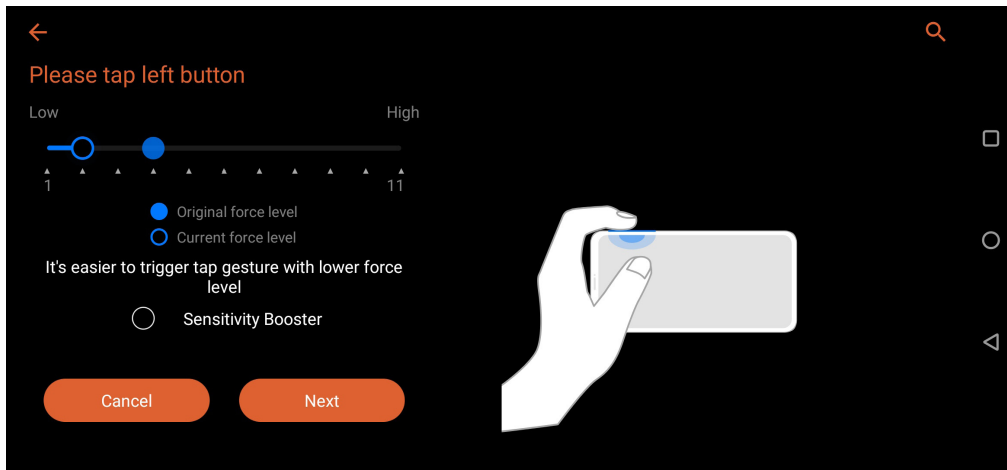 Please tap left button
Low
High
1
11
Original force level
Current force level
It's easier to trigger tap gesture with lower force
level
Sensitivity Booster
Cancel
Next